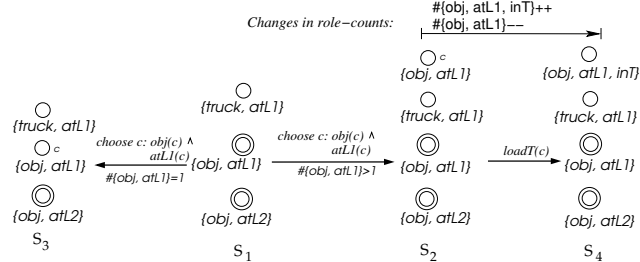 Changes in role−counts:
#{obj, atL1, inT}++
#{obj, atL1}−−
c
{obj, atL1}
{obj, atL1, inT}
{truck, atL1}
{truck, atL1}
{truck, atL1}
{truck, atL1}
choose c: obj(c) ∧
atL1(c)
#{obj, atL1}=1
choose c: obj(c) ∧
atL1(c)
#{obj, atL1}>1
loadT(c)
c
{obj, atL1}
{obj, atL1}
{obj, atL1}
{obj, atL1}
{obj, atL2}
{obj, atL2}
{obj, atL2}
{obj, atL2}
S3
S1
S2
S4